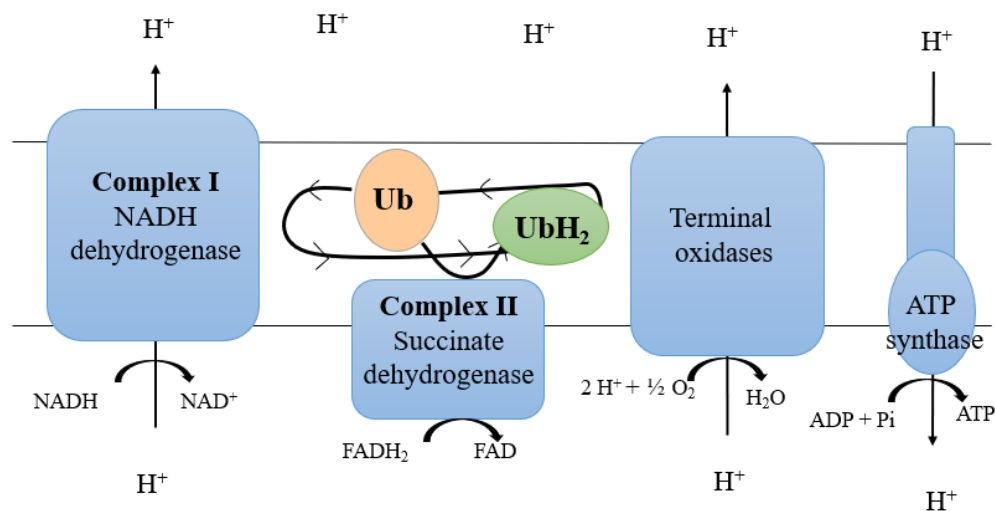 H⁺
H⁺
H⁺
H⁺
H⁺
Complex I
NADH
dehydrogenase
Ub
UbH₂
Complex II
Succinate
dehydrogenase
Terminal
oxidases
ATP
synthase
NADH
NAD⁺
FADH₂
FAD
2 H⁺ + ½ O₂
H₂O
ADP + Pi
ATP
H⁺
H⁺
H⁺